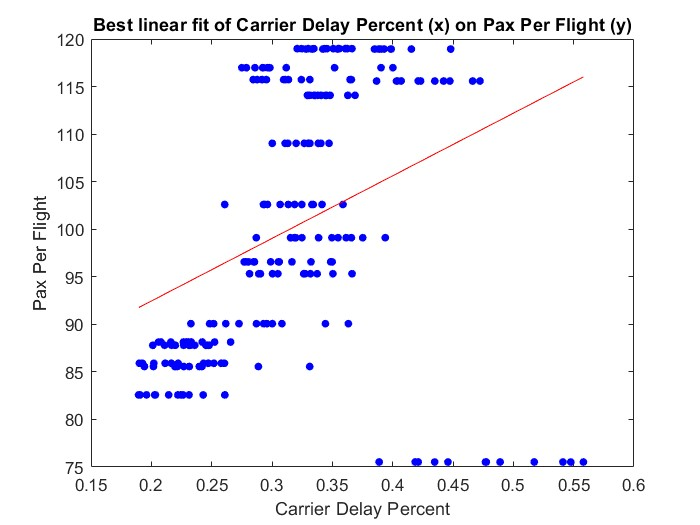 Best linear fit of Carrier Delay Percent (x) on Pax Per Flight (y)
120
115
110
105
100
95
90
85
80
75
Pax Per Flight
0.15 0.2 0.25 0.3 0.35 0.4 0.45 0.5 0.55 0.6
Carrier Delay Percent